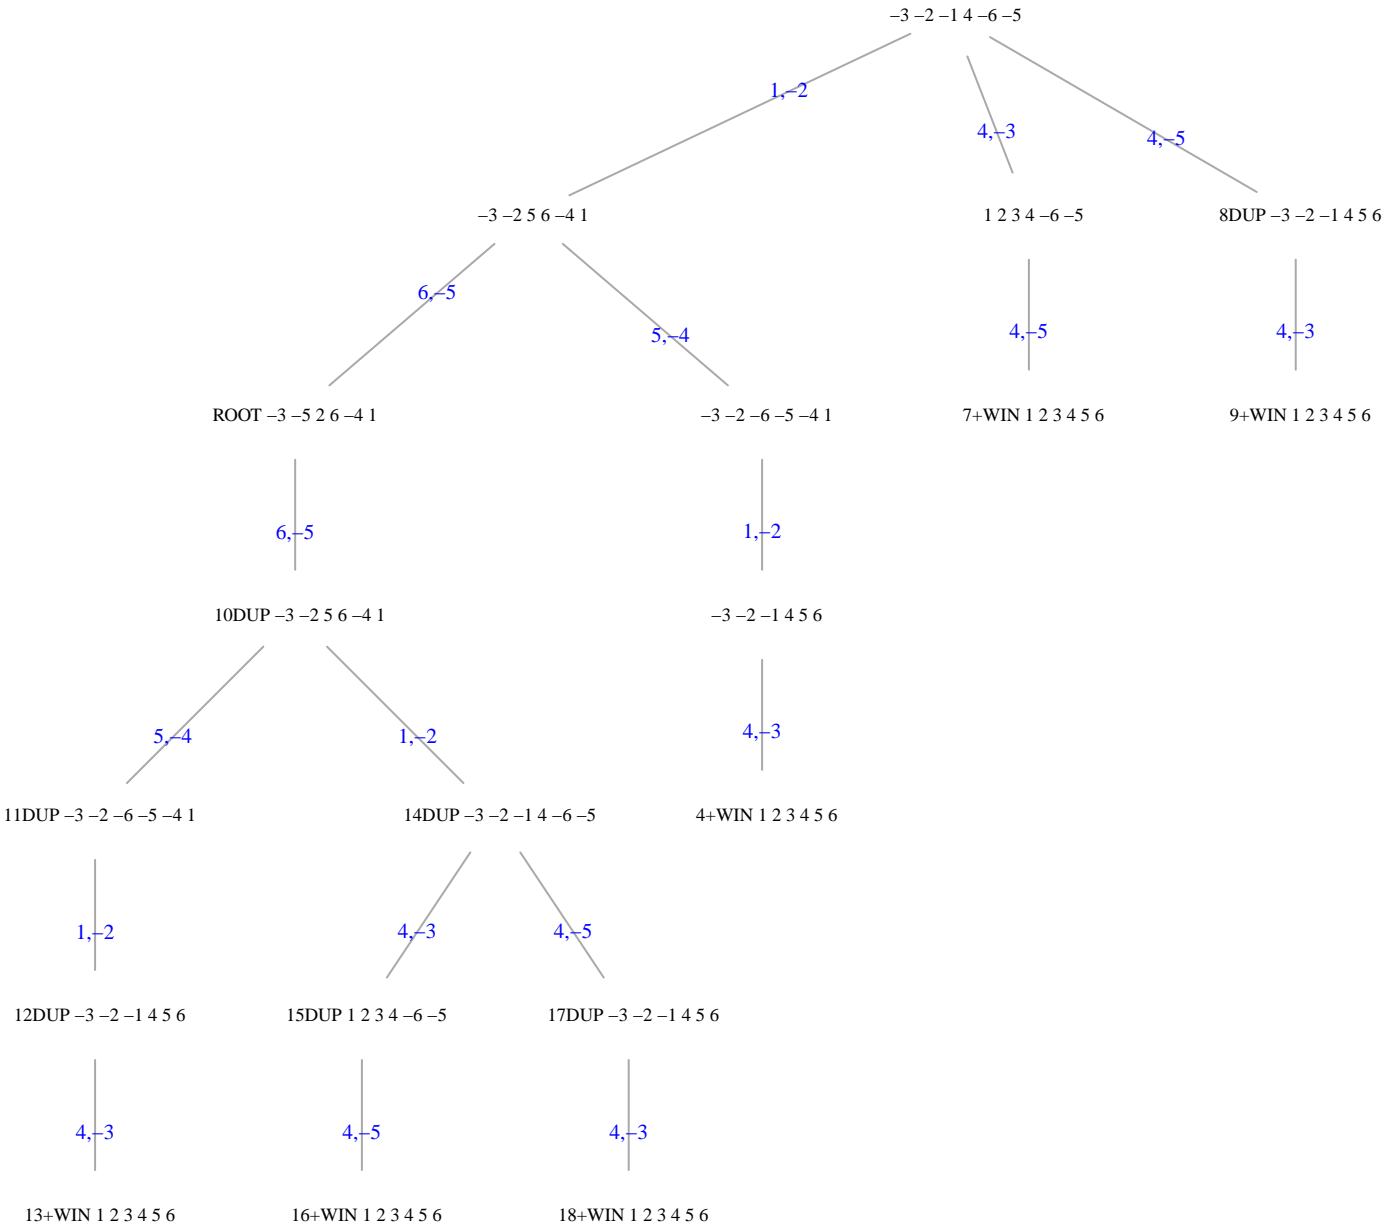 –3 –2 –1 4 –6 –5
1,–2
4,–3
4,–5
–3 –2 5 6 –4 1
1 2 3 4 –6 –5
8DUP –3 –2 –1 4 5 6
6,–5
5,–4
4,–5
4,–3
ROOT –3 –5 2 6 –4 1
–3 –2 –6 –5 –4 1
7+WIN 1 2 3 4 5 6
9+WIN 1 2 3 4 5 6
6,–5
1,–2
10DUP –3 –2 5 6 –4 1
–3 –2 –1 4 5 6
5,–4
1,–2
4,–3
11DUP –3 –2 –6 –5 –4 1
14DUP –3 –2 –1 4 –6 –5
4+WIN 1 2 3 4 5 6
1,–2
4,–3
4,–5
12DUP –3 –2 –1 4 5 6
15DUP 1 2 3 4 –6 –5
17DUP –3 –2 –1 4 5 6
4,–3
4,–5
4,–3
13+WIN 1 2 3 4 5 6
16+WIN 1 2 3 4 5 6
18+WIN 1 2 3 4 5 6